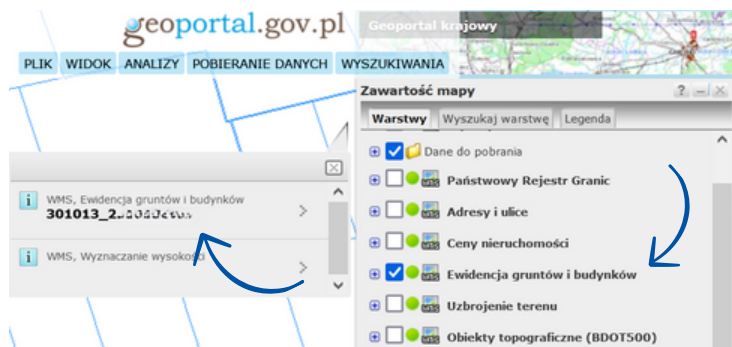 geoportal.gov.pl
Geoportal krajowy
PLIK WIDOK ANALIZY POBIERANIE DANYCH WYSZUKIWANIA
Zawartość mapy
Warstwy Wyszukaj warstwę Legenda
Dane do pobrania
Państwowy Rejestr Granic
Adresy i ulice
Ceny nieruchomości
Ewidencja gruntów i budynków
Uzbrojenie terenu
Obiekty topograficzne (BDOT500)
WMS, Ewidencja gruntów i budynków
301013_2.
WMS, Wyznaczanie wysokości